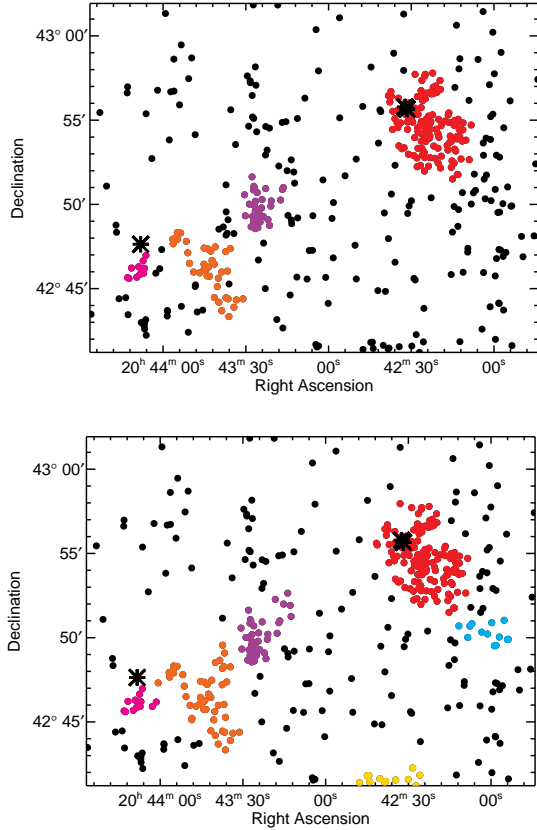 43° 00′
55′
50′
42° 45′
Declination
20ʰ 44ᵐ 00ˢ
43ᵐ 30ˢ
00ˢ
42ᵐ 30ˢ
00ˢ
Right Ascension
43° 00′
55′
50′
42° 45′
Declination
20ʰ 44ᵐ 00ˢ
43ᵐ 30ˢ
00ˢ
42ᵐ 30ˢ
00ˢ
Right Ascension